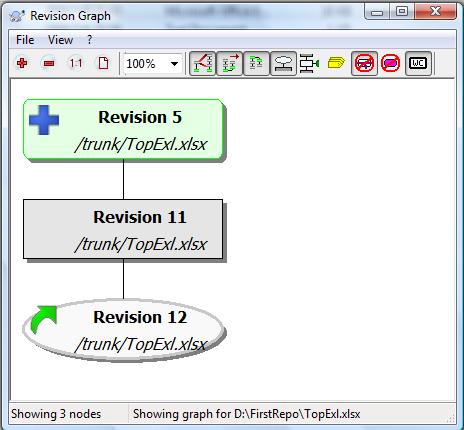 Revision Graph
File View ?
1:1 100% WC
Revision 5
/trunk/TopExl.xlsx
Revision 11
/trunk/TopExl.xlsx
Revision 12
/trunk/TopExl.xlsx
Showing 3 nodes Showing graph for D:\FirstRepo\TopExl.xlsx